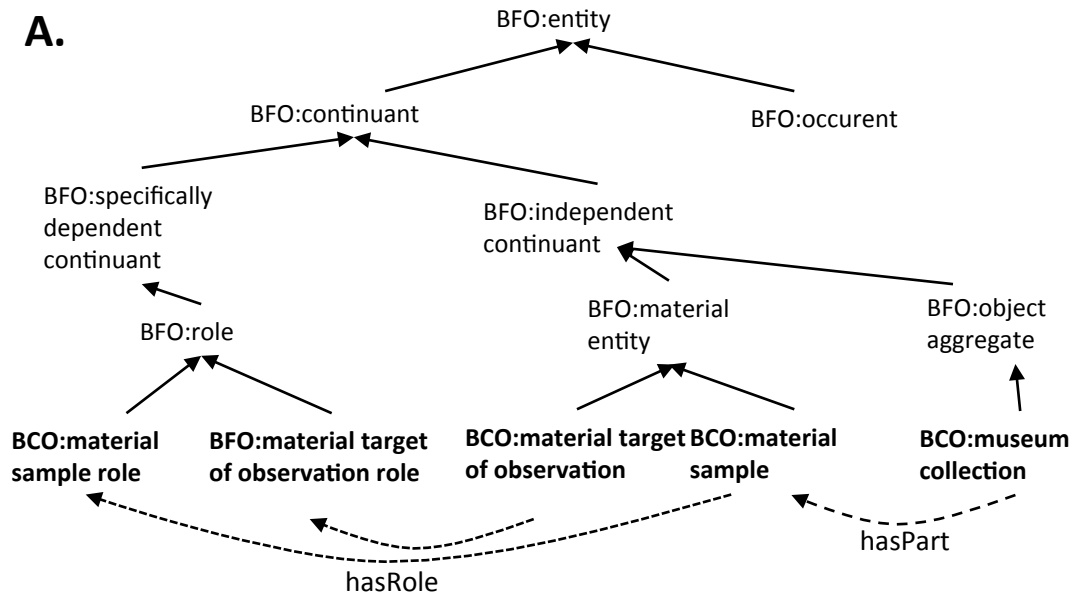 A.
BFO:entity
BFO:continuant
BFO:occurent
BFO:specifically
dependent
continuant
BFO:independent
continuant
BFO:role
BFO:material
entity
BFO:object
aggregate
BCO:material
sample role
BFO:material target
of observation role
BCO:material target
of observation
BCO:material
sample
BCO:museum
collection
hasRole
hasPart